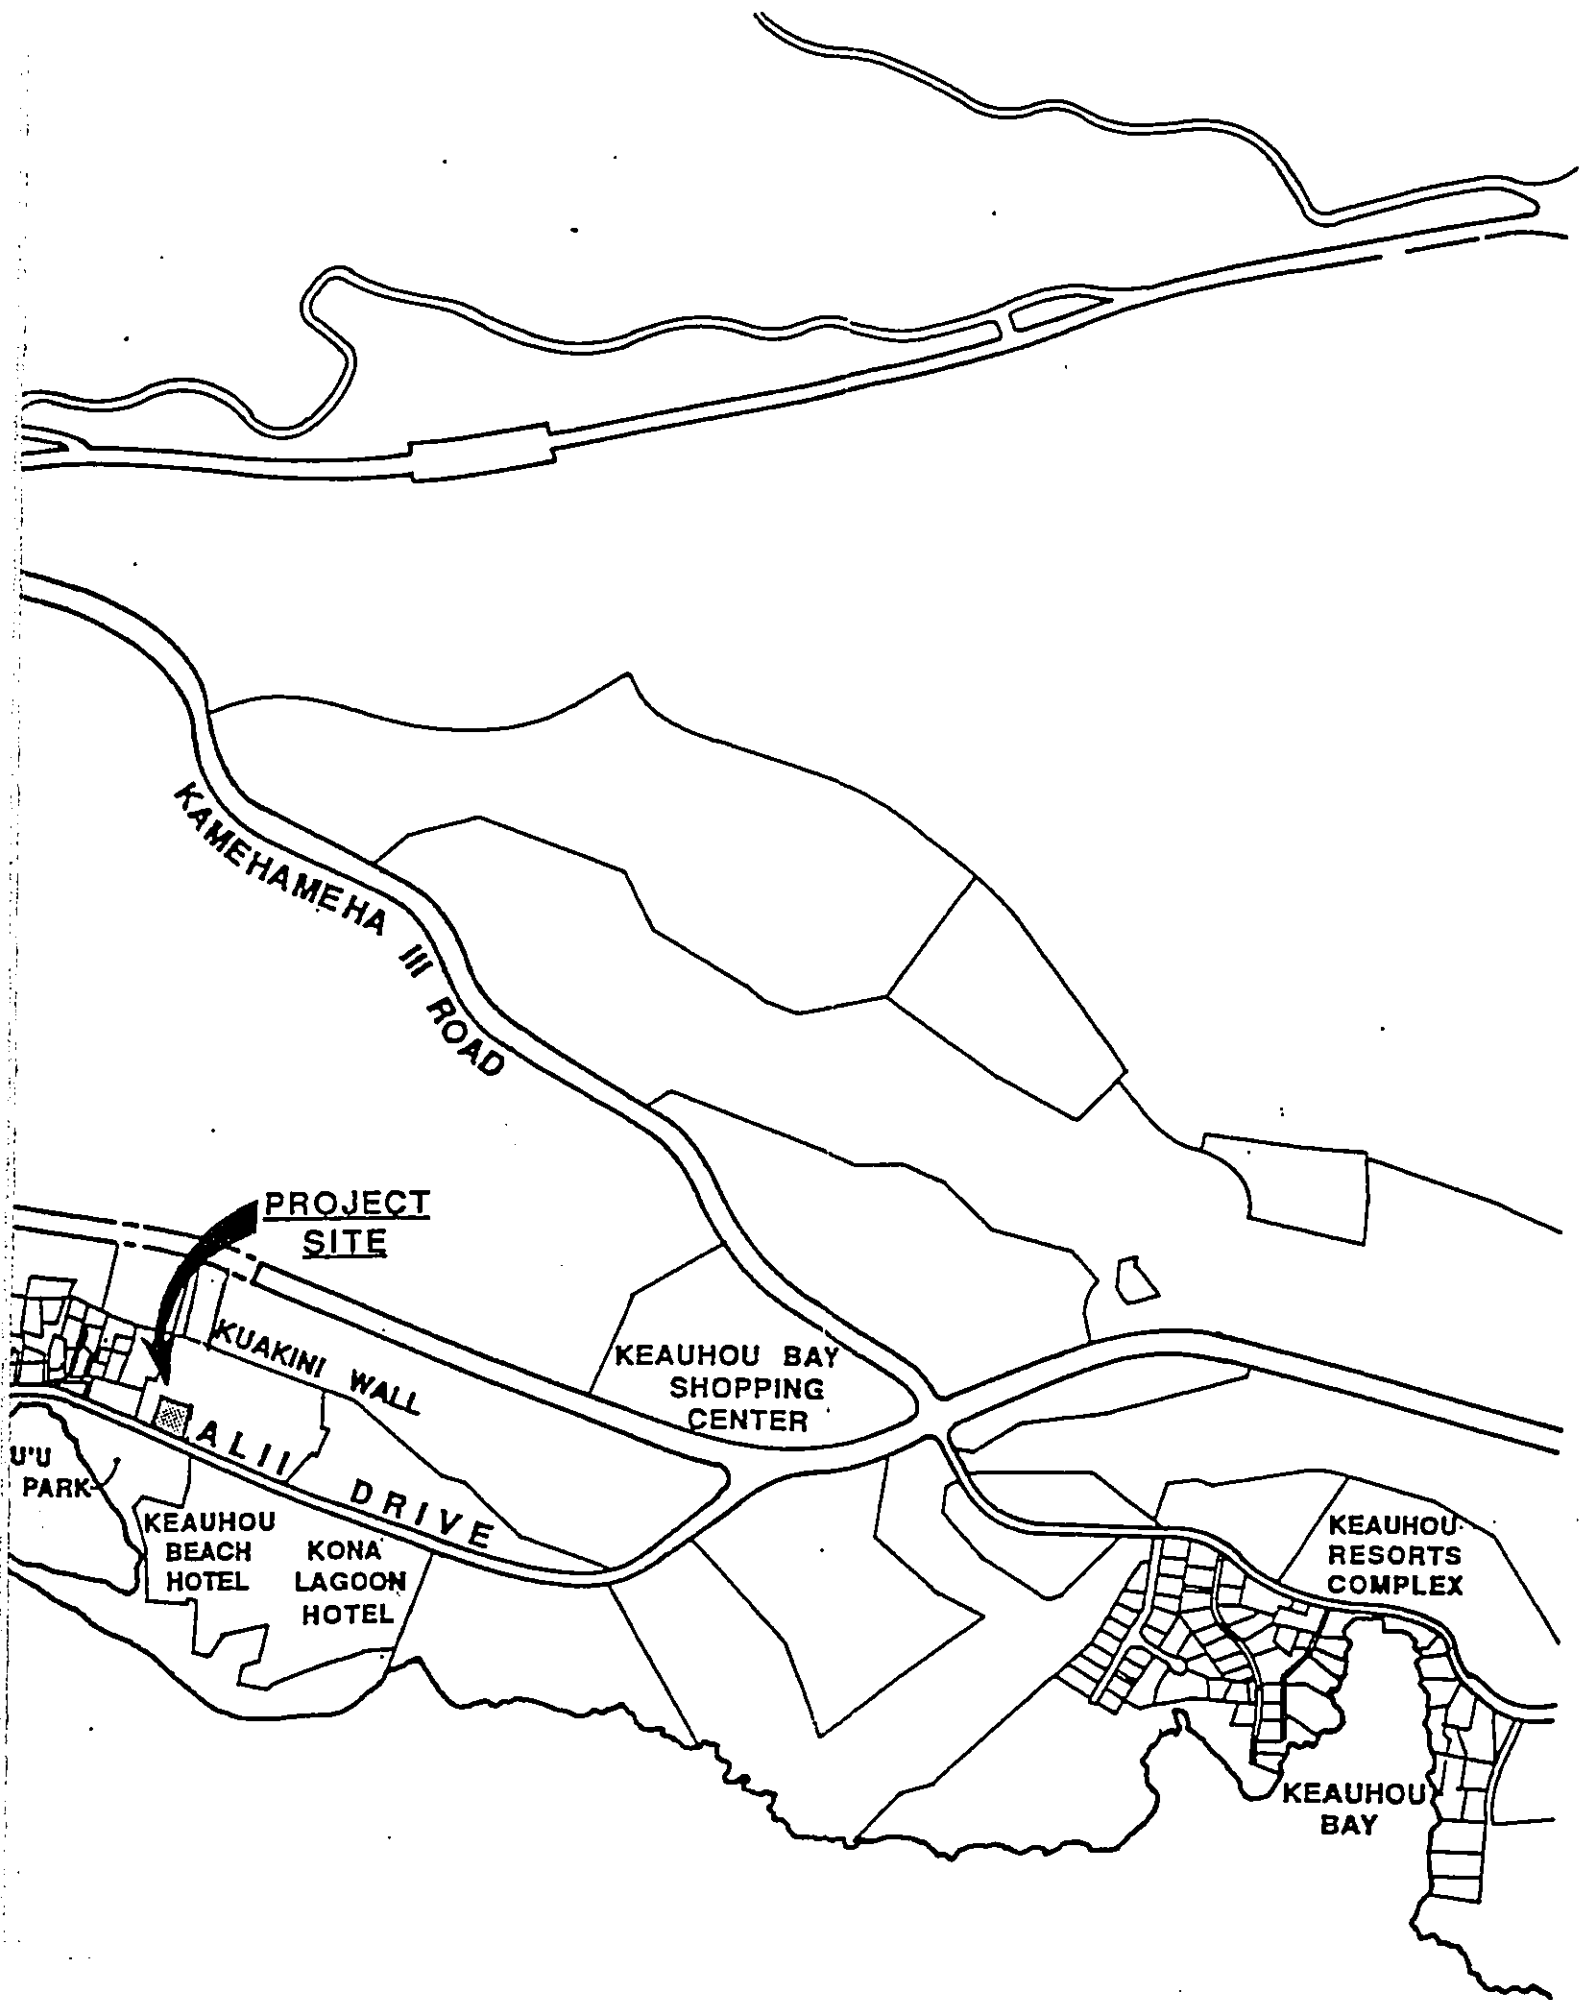 KAMEHAMEHA III ROAD
PROJECT
SITE
KUAKINI WALL
KEAUHOU BAY
SHOPPING
CENTER
ALII DRIVE
U'U
PARK
KEAUHOU
BEACH
HOTEL
KONA
LAGOON
HOTEL
KEAUHOU
RESORTS
COMPLEX
KEAUHOU
BAY